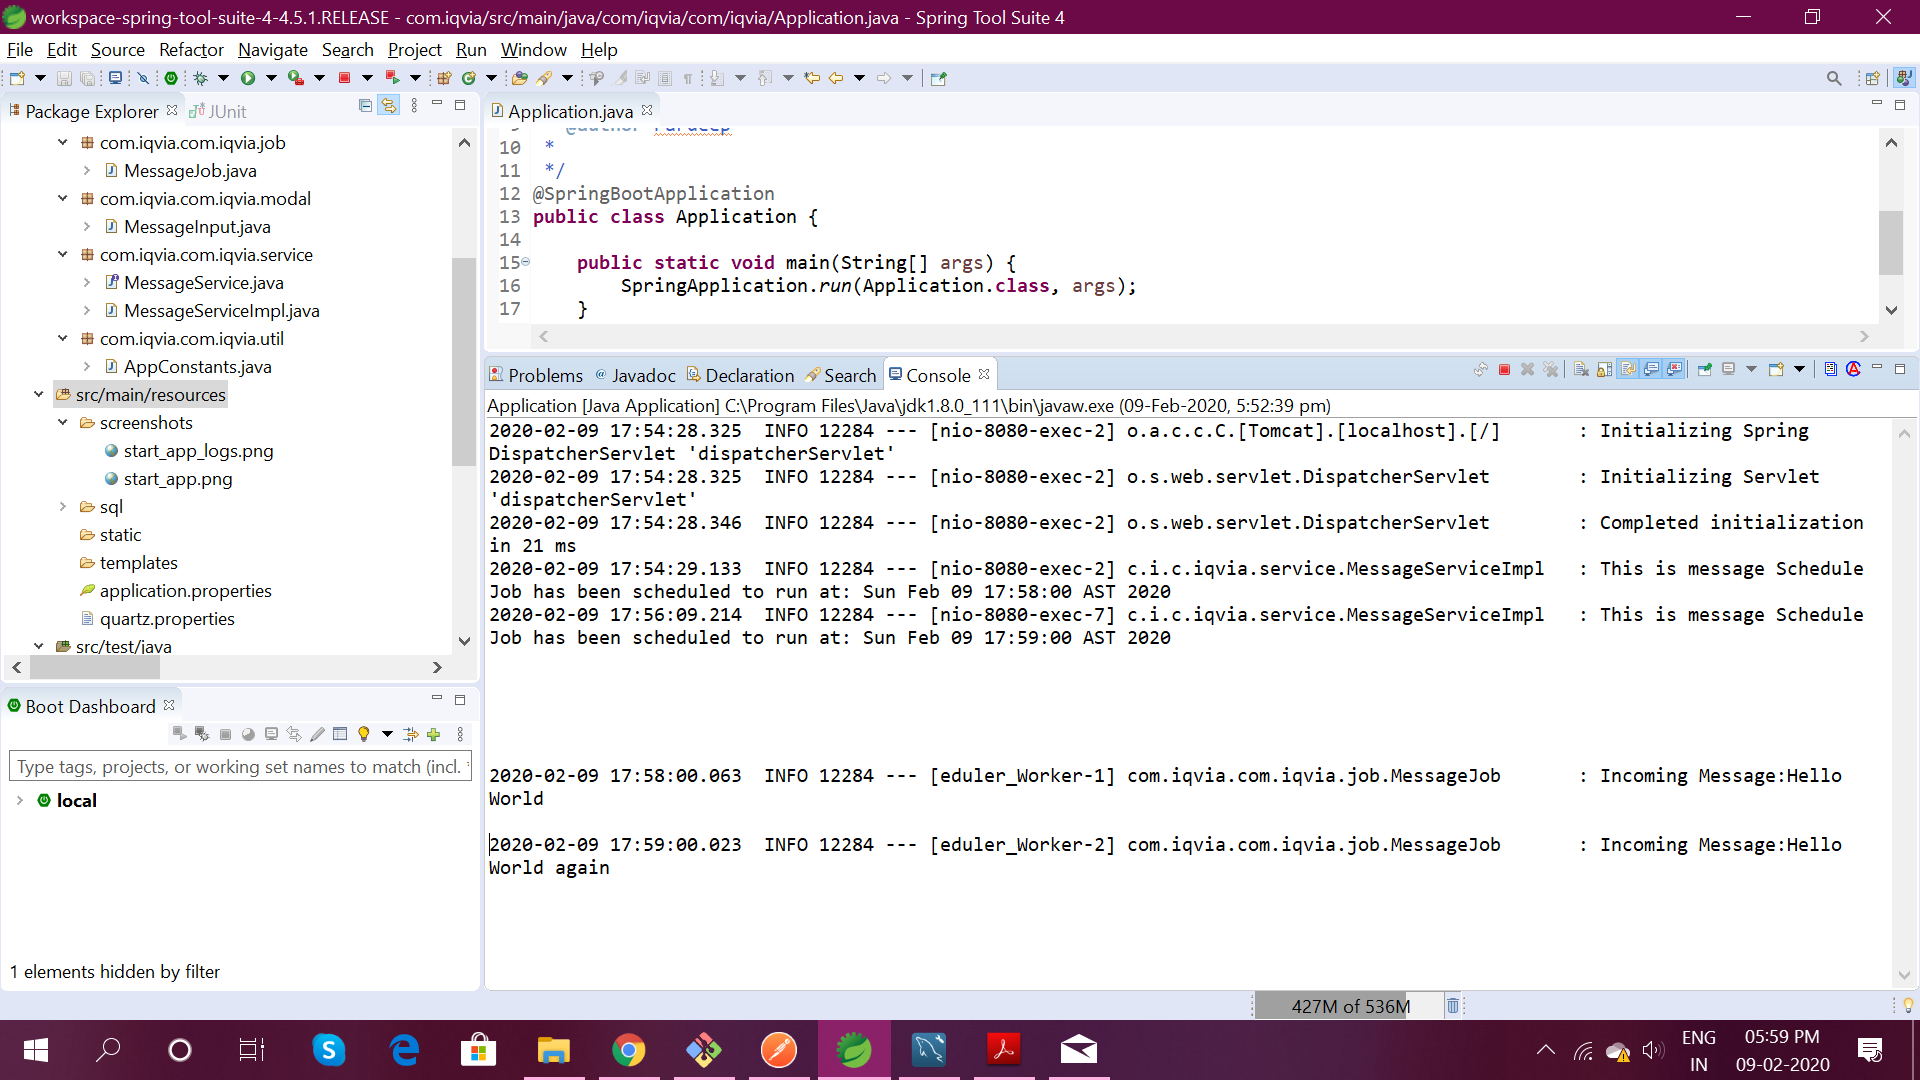 workspace-spring-tool-suite-4-4.5.1.RELEASE - com.iqvia/src/main/java/com/iqvia/com/iqvia/Application.java - Spring Tool Suite 4
File Edit Source Refactor Navigate Search Project Run Window Help
Package Explorer
JUnit
com.iqvia.com.iqvia.job
MessageJob.java
com.iqvia.com.iqvia.modal
MessageInput.java
com.iqvia.com.iqvia.service
MessageService.java
MessageServiceImpl.java
com.iqvia.com.iqvia.util
AppConstants.java
src/main/resources
screenshots
start_app_logs.png
start_app.png
sql
static
templates
application.properties
quartz.properties
src/test/java
Boot Dashboard
Type tags, projects, or working set names to match (incl.
local
1 elements hidden by filter
Application.java
10 *
11 */
12 @SpringBootApplication
13 public class Application {
14
15 public static void main(String[] args) {
16 SpringApplication.run(Application.class, args);
17 }
Problems @ Javadoc Declaration Search Console
Application [Java Application] C:\Program Files\Java\jdk1.8.0_111\bin\javaw.exe (09-Feb-2020, 5:52:39 pm)
2020-02-09 17:54:28.325 INFO 12284 --- [nio-8080-exec-2] o.a.c.c.C.[Tomcat].[localhost].[/] : Initializing Spring
DispatcherServlet 'dispatcherServlet'
2020-02-09 17:54:28.325 INFO 12284 --- [nio-8080-exec-2] o.s.web.servlet.DispatcherServlet : Initializing Servlet
'dispatcherServlet'
2020-02-09 17:54:28.346 INFO 12284 --- [nio-8080-exec-2] o.s.web.servlet.DispatcherServlet : Completed initialization
in 21 ms
2020-02-09 17:54:29.133 INFO 12284 --- [nio-8080-exec-2] c.i.c.iqvia.service.MessageServiceImpl : This is message Schedule
Job has been scheduled to run at: Sun Feb 09 17:58:00 AST 2020
2020-02-09 17:56:09.214 INFO 12284 --- [nio-8080-exec-7] c.i.c.iqvia.service.MessageServiceImpl : This is message Schedule
Job has been scheduled to run at: Sun Feb 09 17:59:00 AST 2020
2020-02-09 17:58:00.063 INFO 12284 --- [eduler_Worker-1] com.iqvia.com.iqvia.job.MessageJob : Incoming Message:Hello
World
2020-02-09 17:59:00.023 INFO 12284 --- [eduler_Worker-2] com.iqvia.com.iqvia.job.MessageJob : Incoming Message:Hello
World again
427M of 536M
ENG
IN
05:59 PM
09-02-2020